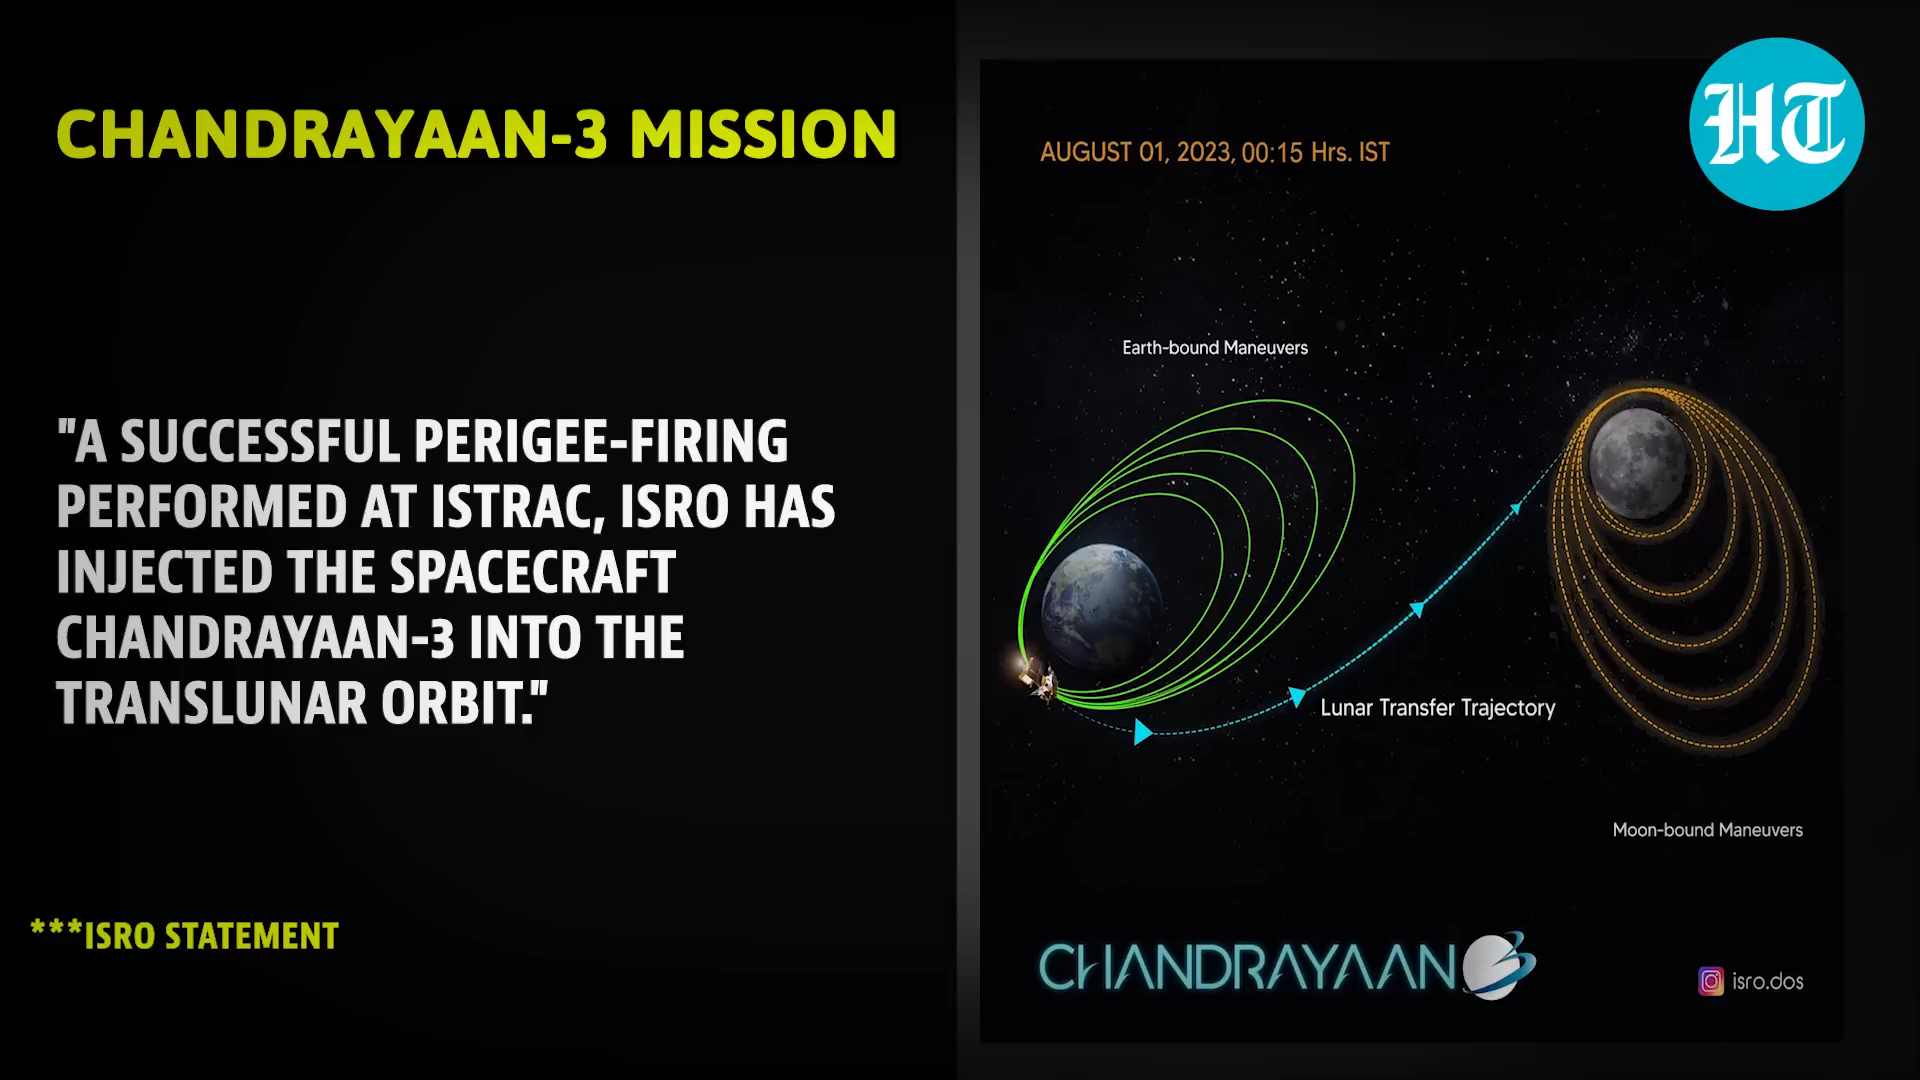 CHANDRAYAAN-3 MISSION
"A SUCCESSFUL PERIGEE-FIRING
PERFORMED AT ISTRAC, ISRO HAS
INJECTED THE SPACECRAFT
CHANDRAYAAN-3 INTO THE
TRANSLUNAR ORBIT."
***ISRO STATEMENT
HT
AUGUST 01, 2023, 00:15 Hrs. IST
Earth-bound Maneuvers
Lunar Transfer Trajectory
Moon-bound Maneuvers
CHANDRAYAAN 3
isro.dos